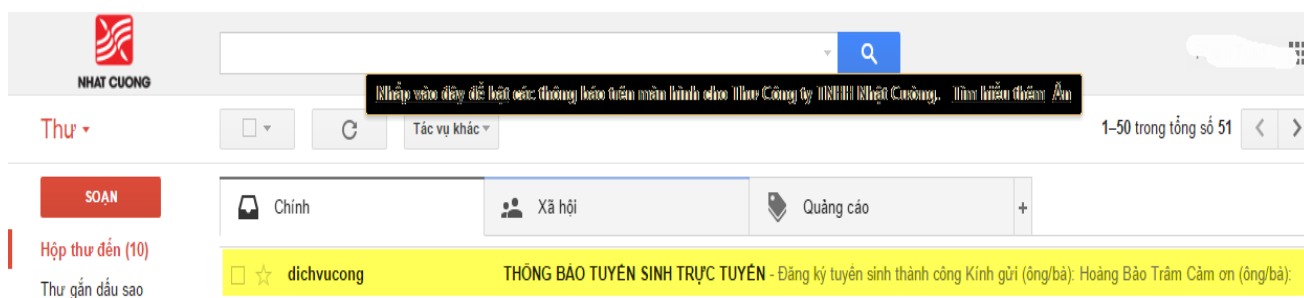 NHAT CUONG
Nhấp vào đây để bật các thông báo trên màn hình cho Thư Công ty TNHH Nhật Cường. Tìm hiểu thêm Ẩn
Thư
Tác vụ khác
1–50 trong tổng số 51
SOẠN
Chính
Xã hội
Quảng cáo
+
Hộp thư đến (10)
dichvucong
THÔNG BÁO TUYỂN SINH TRỰC TUYẾN - Đăng ký tuyển sinh thành công Kính gửi (ông/bà): Hoàng Bảo Trâm Cảm ơn (ông/bà):
Thư gắn dấu sao